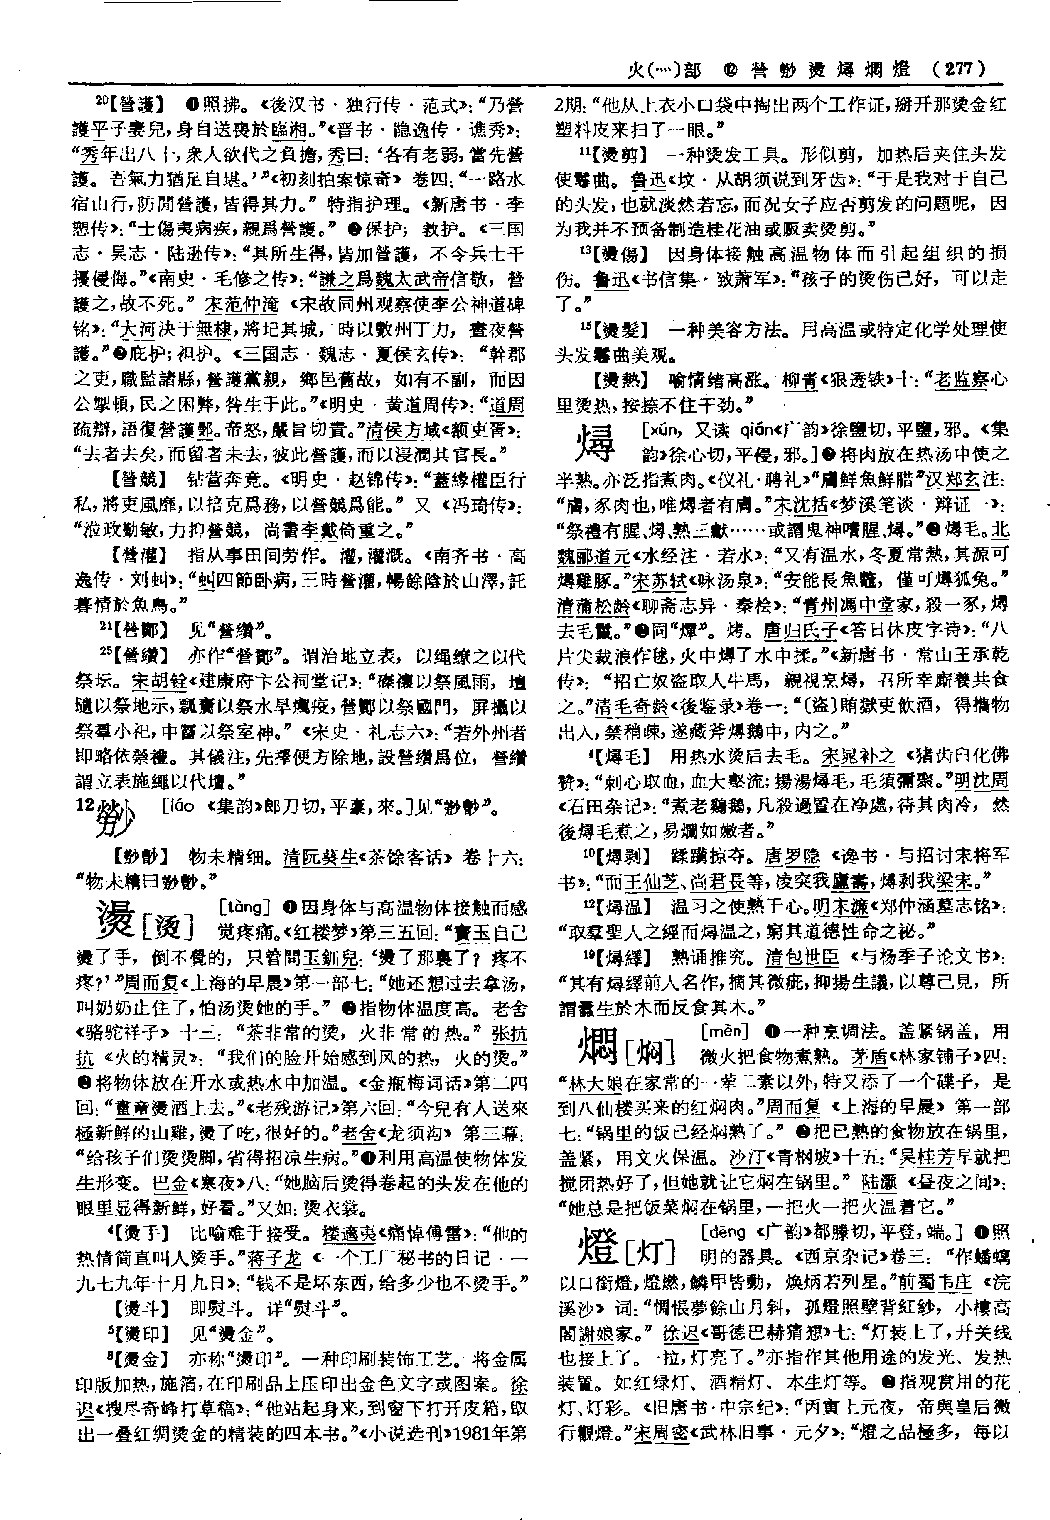 火(灬)部 ⑫ 營 㷮 燙 燖 燜 燈 (277)
20【營護】 ❶照拂。《後汉书·独行传·范式》：“乃營
護平子妻兒，身自送喪於臨湘。”《晋书·隐逸传·谯秀》：
“秀年出八十，衆人欲代之負擔，秀曰：‘各有老弱，當先營
護。吾氣力猶足自堪。’”《初刻拍案惊奇》卷四：“一路水
宿山行，防閑營護，皆得其力。”特指护理。《新唐书·李
愬传》：“士傷夷病疾，親爲營護。”❷保护；救护。《三国
志·吴志·陆逊传》：“其所生得，皆加營護，不令兵士干
擾侵侮。”《南史·毛修之传》：“謙之爲魏太武帝信敬，營
護之，故不死。”宋范仲淹《宋故同州观察使李公神道碑
铭》：“大河決于無棣，將圮其城，時以數州丁力，晝夜營
護。”❸庇护；袒护。《三国志·魏志·夏侯玄传》：“幹郡
之吏，職監諸縣，營護黨親，鄉邑舊故，如有不副，而因
公掣頓，民之困弊，咎生于此。”《明史·黄道周传》：“道周
疏辯，語復營護鄤。帝怒，嚴旨切責。”清侯方域《额吏胥》：
“去者去矣，而留者未去，彼此營護，而以浸潤其官長。”
【營競】 钻营奔竞。《明史·赵锦传》：“蓋緣權臣行
私，將吏風靡，以掊克爲務，以營競爲能。”又《冯琦传》：
“涖政勤敏，力抑營競，尚書李戴倚重之。”
【營灌】 指从事田间劳作。灌，灌溉。《南齐书·高
逸传·刘虯》：“虯四節卧病，三時營灌，暢餘陰於山澤，託
暮情於魚鳥。”
21【營酇】 见“營纘”。
25【營纘】 亦作“營酇”。谓治地立表，以绳缭之以代
祭坛。宋胡铨《建康府卞公祠堂记》：“磔禳以祭風雨，壇
壝以祭地示，瓢齎以祭水旱癘疫，營酇以祭國門，屏攝以
祭羣小祀，中霤以祭室神。”《宋史·礼志六》：“若外州者
即略依禜禮。其儀注，先擇便方除地，設營纘爲位，營纘
謂立表施繩以代壇。”
12㷮 [láo 《集韵》郎刀切，平豪，來。]见“㷮㷮”。
【㷮㷮】 物未精细。清阮葵生《茶馀客话》卷十六：
“物未精曰㷮㷮。”
燙[烫] [tàng] ❶因身体与高温物体接触而感
觉疼痛。《红楼梦》第三五回：“寶玉自己
燙了手，倒不覺的，只管問玉釧兒：‘燙了那裏了？疼不
疼？’”周而复《上海的早晨》第一部七：“她还想过去拿汤，
叫奶奶止住了，怕汤烫她的手。”❷指物体温度高。老舍
《骆驼祥子》十三：“茶非常的烫，火非常的热。”张抗
抗《火的精灵》：“我们的脸开始感到风的热，火的烫。”
❸将物体放在开水或热水中加温。《金瓶梅词话》第二四
回：“畫童燙酒上去。”《老残游记》第六回：“今兒有人送來
極新鮮的山雞，燙了吃，很好的。”老舍《龙须沟》第三幕：
“给孩子们烫烫脚，省得招凉生病。”❹利用高温使物体发
生形变。巴金《寒夜》八：“她脑后烫得卷起的头发在他的
眼里显得新鲜，好看。”又如：烫衣裳。
4【燙手】 比喻难于接受。楼适夷《痛悼傅雷》：“他的
热情简直叫人烫手。”蒋子龙《一个工厂秘书的日记·一
九七九年十月九日》：“钱不是坏东西，给多少也不烫手。”
【燙斗】 即熨斗。详“熨斗”。
5【燙印】 见“燙金”。
8【燙金】 亦称“燙印”。一种印刷装饰工艺。将金属
印版加热，施箔，在印刷品上压印出金色文字或图案。徐
迟《搜尽奇峰打草稿》：“他站起身来，到窗下打开皮箱，取
出一叠红绸烫金的精装的四本书。”《小说选刊》1981年第
2期：“他从上衣小口袋中掏出两个工作证，掰开那烫金红
塑料皮来扫了一眼。”
11【燙剪】 一种烫发工具。形似剪，加热后夹住头发
使鬈曲。鲁迅《坟·从胡须说到牙齿》：“于是我对于自己
的头发，也就淡然若忘，而况女子应否剪发的问题呢，因
为我并不预备制造桂花油或贩卖烫剪。”
13【燙傷】 因身体接触高温物体而引起组织的损
伤。鲁迅《书信集·致萧军》：“孩子的烫伤已好，可以走
了。”
15【燙髮】 一种美容方法。用高温或特定化学处理使
头发鬈曲美观。
【燙熱】 喻情绪高涨。柳青《狠透铁》十：“老监察心
里烫热，按捺不住干劲。”
燖 [xún，又读 qián《广韵》徐鹽切，平鹽，邪。《集
韵》徐心切，平侵，邪。]❶将肉放在热汤中使之
半熟。亦泛指煮肉。《仪礼·聘礼》“膚鮮魚鮮腊”汉郑玄注：
“膚，豕肉也，唯燖者有膚。”宋沈括《梦溪笔谈·辩证一》：
“祭禮有腥、燖、熟三獻……或謂鬼神嗜腥、燖。”❷燖毛。北
魏郦道元《水经注·若水》：“又有温水，冬夏常熱，其源可
燖雞豚。”宋苏轼《咏汤泉》：“安能長魚鼈，僅可燖狐兔。”
清蒲松龄《聊斋志异·秦桧》：“青州馮中堂家，殺一豕，燖
去毛鬣。”❸同“燂”。烤。唐归氏子《答日休皮字诗》：“八
片尖裁浪作毬，火中燖了水中揉。”《新唐书·常山王承乾
传》：“招亡奴盗取人牛馬，親視烹燖，召所幸廝養共食
之。”清毛奇龄《後鉴录》卷一：“〔盜〕賄獄吏飲酒，得檇物
出入，禁稍疎，遂藏斧燖鵝中，内之。”
4【燖毛】 用热水烫后去毛。宋晁补之《猪齿臼化佛
赞》：“刺心取血，血大壑流；揚湯燖毛，毛須彌聚。”明沈周
《石田杂记》：“煮老鷄鵝，凡殺過置在净處，待其肉冷，然
後燖毛煮之，易爛如嫩者。”
10【燖剥】 蹂躏掠夺。唐罗隐《谗书·与招讨宋将军
书》：“而王仙芝、尚君長等，凌突我廬壽，燖剥我梁宋。”
12【燖温】 温习之使熟于心。明宋濂《郑仲涵墓志铭》：
“取羣聖人之經而燖温之，窮其道德性命之祕。”
19【燖繹】 熟诵推究。清包世臣《与杨季子论文书》：
“其有燖繹前人名作，摘其微疵，抑揚生議，以尊己見，所
謂蠹生於木而反食其木。”
燜[焖] [mèn] ❶一种烹调法。盖紧锅盖，用
微火把食物煮熟。茅盾《林家铺子》四：
“林大娘在家常的一荤二素以外，特又添了一个碟子，是
到八仙楼买来的红焖肉。”周而复《上海的早晨》第一部
七：“锅里的饭已经焖熟了。”❷把已熟的食物放在锅里，
盖紧，用文火保温。沙汀《青㭎坡》十五：“吴桂芳早就把
搅团热好了，但她就让它焖在锅里。”陆灏《昼夜之间》：
“她总是把饭菜焖在锅里，一把火一把火温着它。”
燈[灯] [dēng《广韵》都滕切，平登，端。]❶照
明的器具。《西京杂记》卷三：“作蟠螭
以口銜燈，燈燃，鱗甲皆動，焕炳若列星。”前蜀韦庄《浣
溪沙》词：“惆悵夢餘山月斜，孤燈照壁背紅紗，小樓高
閣謝娘家。”徐迟《哥德巴赫猜想》七：“灯装上了，开关线
也接上了。一拉，灯亮了。”亦指作其他用途的发光、发热
装置。如红绿灯、酒精灯、本生灯等。❷指观赏用的花
灯、灯彩。《旧唐书·中宗纪》：“丙寅上元夜，帝與皇后微
行觀燈。”宋周密《武林旧事·元夕》：“燈之品極多，每以